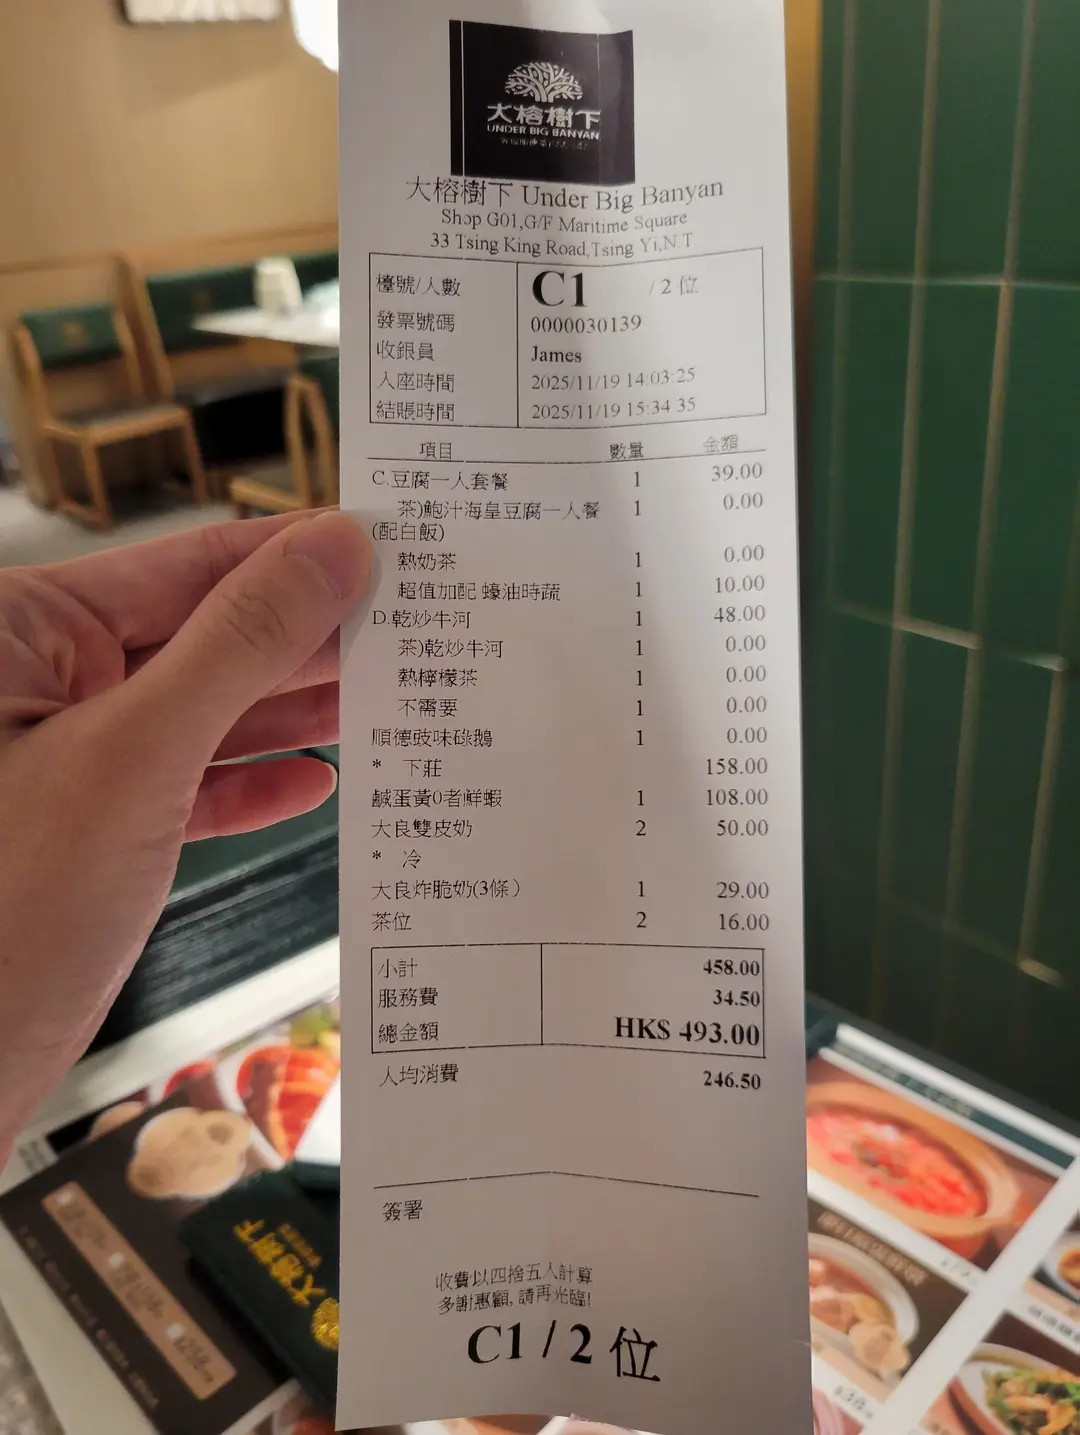 大榕樹下
UNDER BIG BANYAN
大榕樹下 Under Big Banyan
Shop G01,G/F Maritime Square
33 Tsing King Road,Tsing Yi,N.T.
檯號/人數 C1 / 2 位
發票號碼 0000030139
收銀員 James
入座時間 2025/11/19 14:03:25
結賬時間 2025/11/19 15:34:35
項目 數量 金額
C.豆腐一人套餐 1 39.00
茶)鮑汁海皇豆腐一人餐 1 0.00
(配白飯)
熱奶茶 1 0.00
超值加配 蠔油時蔬 1 10.00
D.乾炒牛河 1 48.00
茶)乾炒牛河 1 0.00
熱檸檬茶 1 0.00
不需要 1 0.00
順德豉味碌鵝 1 0.00
* 下莊 158.00
鹹蛋黃0者鮮蝦 1 108.00
大良雙皮奶 2 50.00
* 冷
大良炸脆奶(3條） 1 29.00
茶位 2 16.00
小計 458.00
服務費 34.50
總金額 HK$ 493.00
人均消費 246.50
簽署
收費以四捨五入計算
多謝惠顧, 請再光臨!
C1 / 2 位
大榕樹下